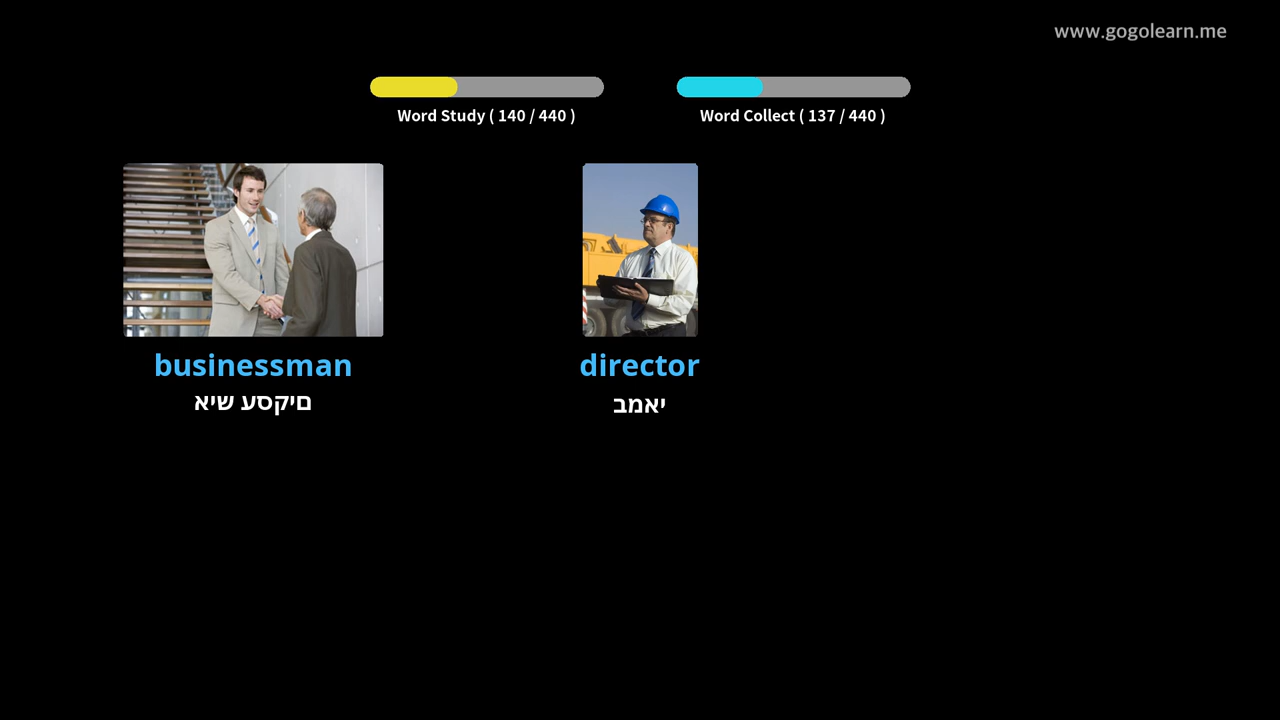 www.gogolearn.me
Word Study ( 140 / 440 )
Word Collect ( 137 / 440 )
businessman
איש עסקים
director
במאי